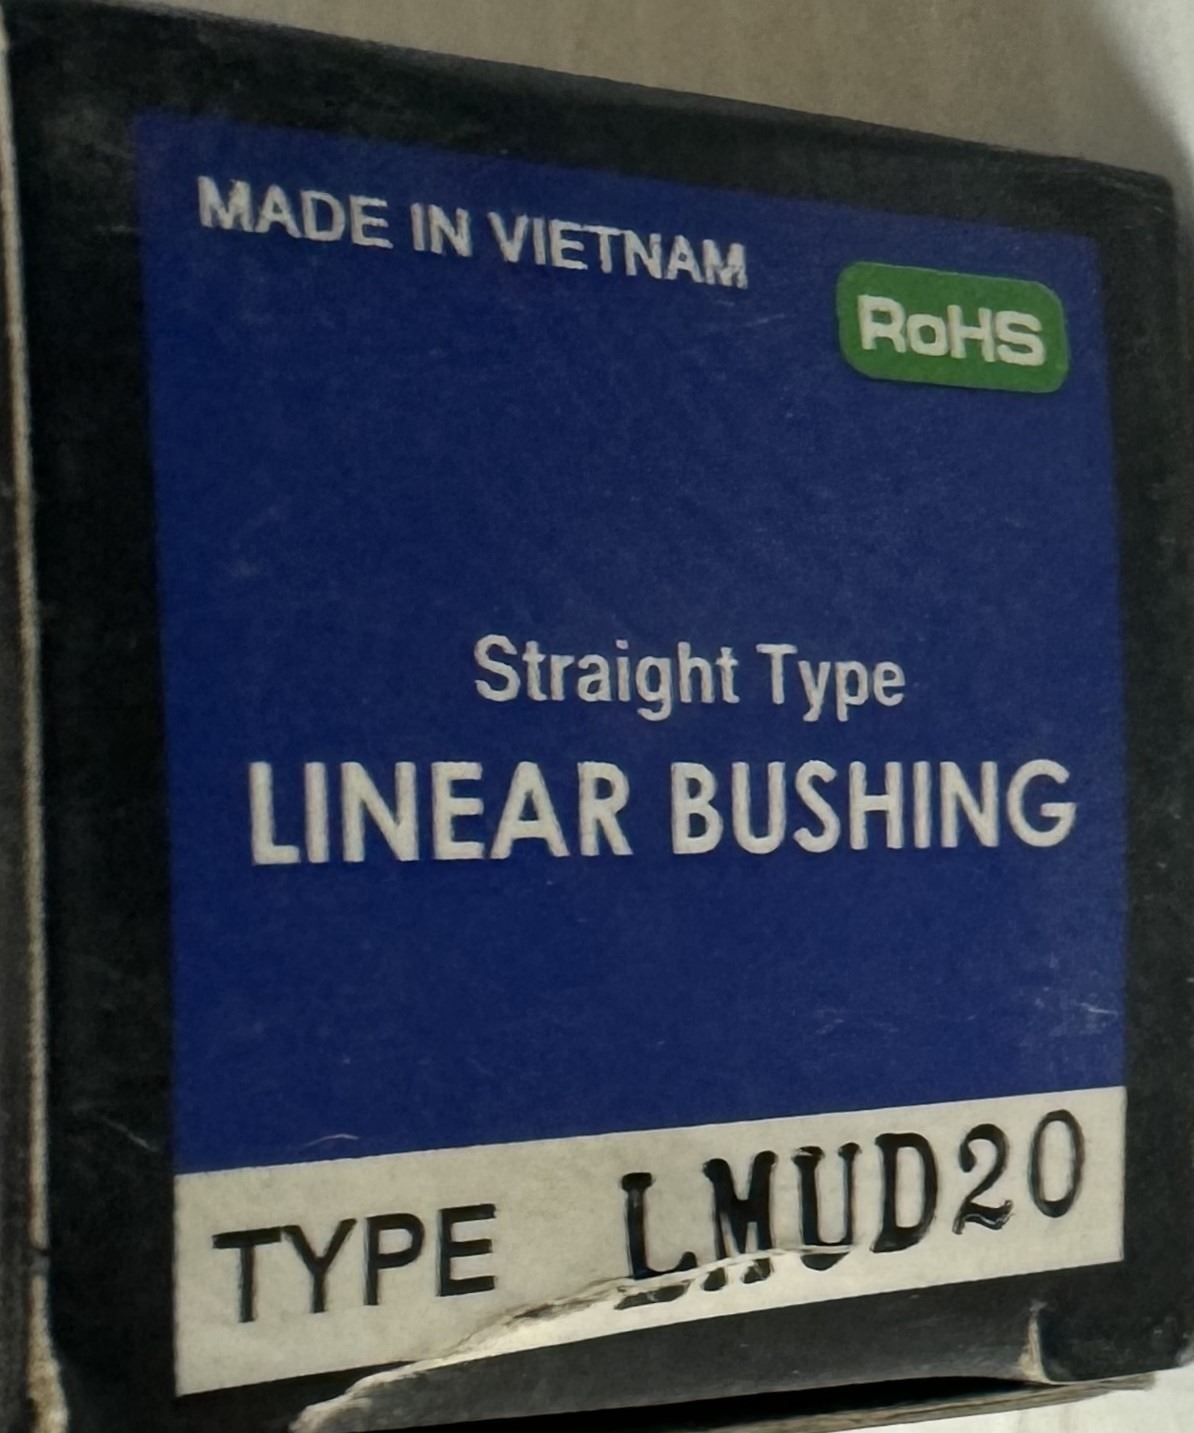 MADE IN VIETNAM
RoHS
Straight Type
LINEAR BUSHING
TYPE LMUD20